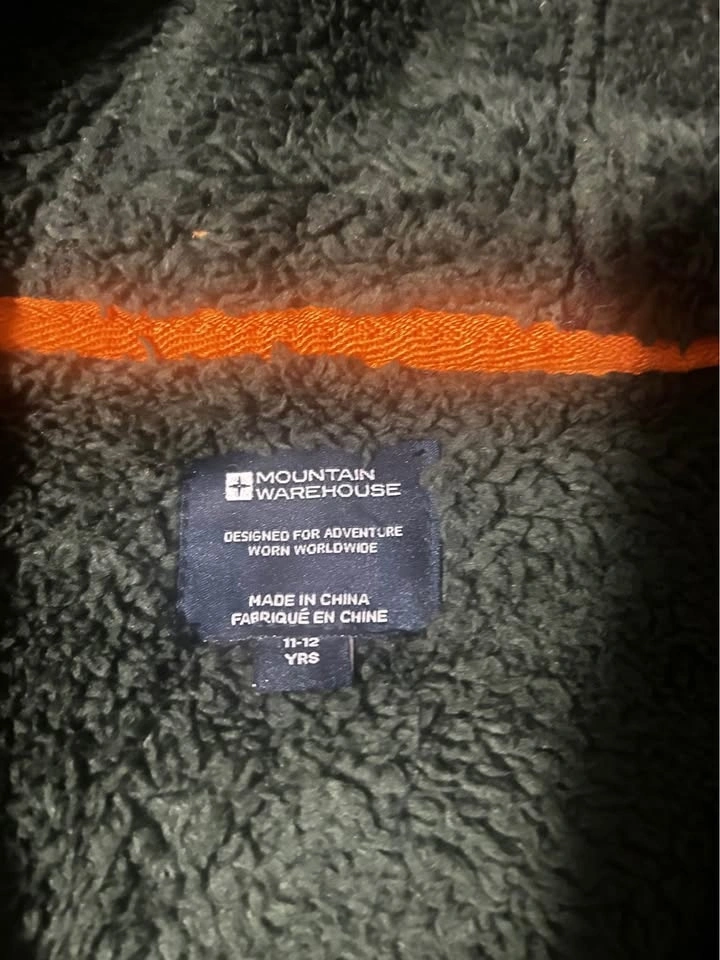 MOUNTAIN
WAREHOUSE
DESIGNED FOR ADVENTURE
WORN WORLDWIDE
MADE IN CHINA
FABRIQUÉ EN CHINE
11-12
YRS